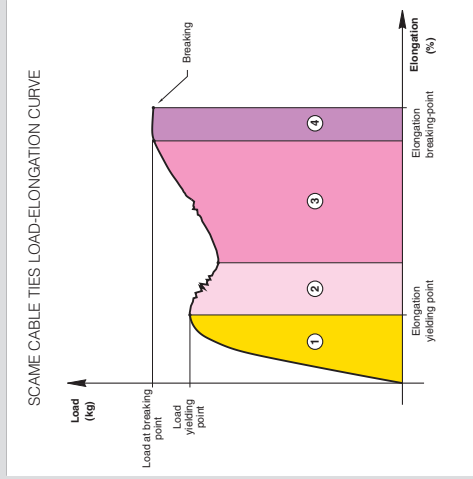 SCAME CABLE TIES LOAD-ELONGATION CURVE
Load
(kg)
Load at breaking
point
Load
yielding
point
Breaking
1
2
3
4
Elongation
yielding point
Elongation
breaking-point
Elongation
(%)